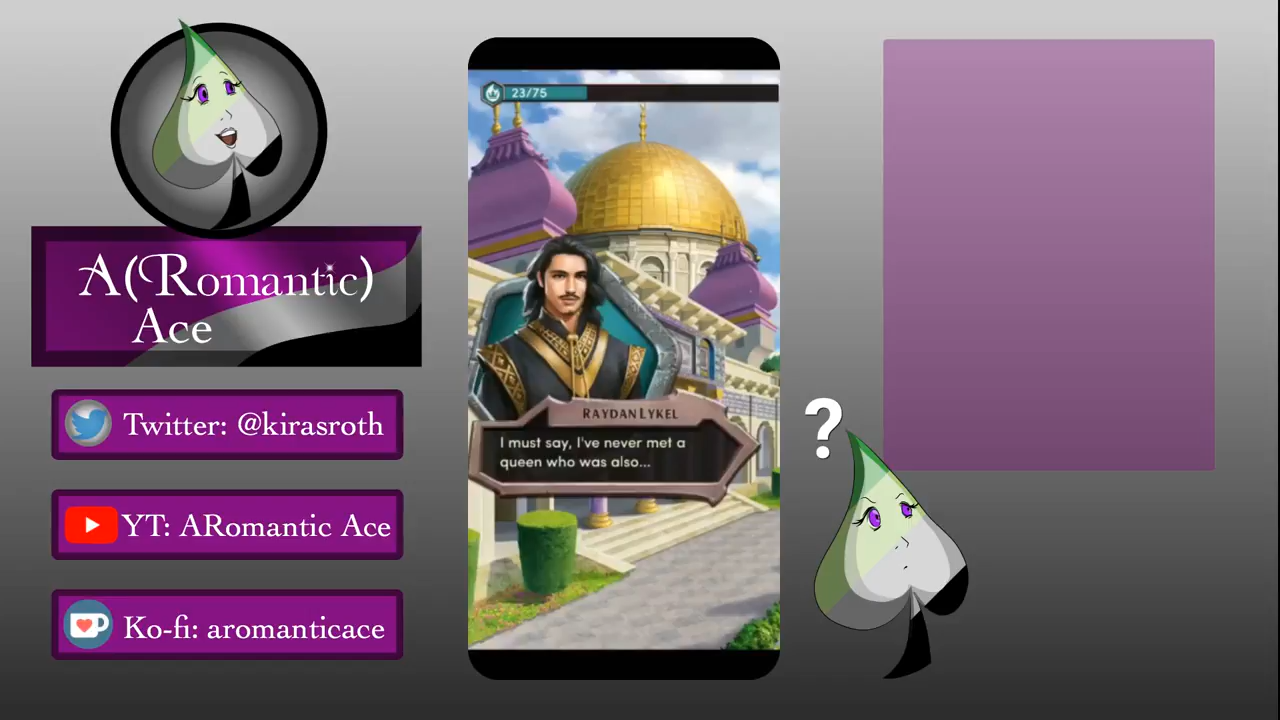 A(Romantic)
Ace
Twitter: @kirasroth
YT: ARomantic Ace
Ko-fi: aromanticace
23/75
RAYDAN LYKEL
I must say, I've never met a
queen who was also...
?